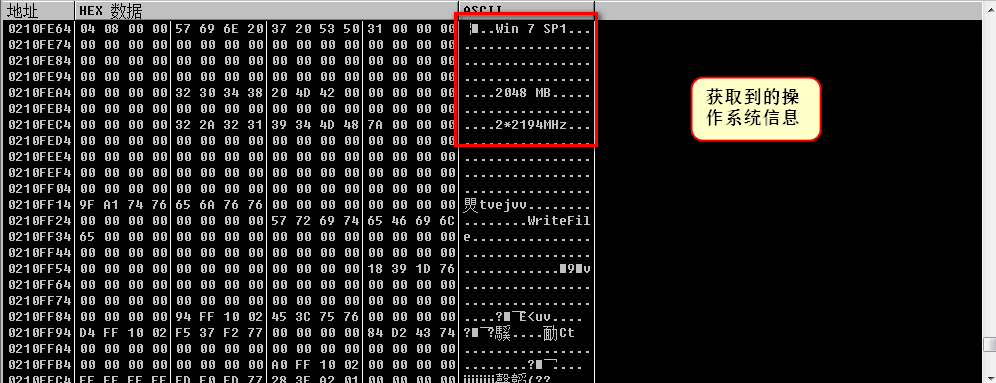 地址 HEX 数据 ASCII
0210FE64 04 08 00 00 57 69 6E 20 37 20 53 50 31 00 00 00 ..Win 7 SP1...
0210FE74 00 00 00 00 00 00 00 00 00 00 00 00 00 00 00 00 ................
0210FE84 00 00 00 00 00 00 00 00 00 00 00 00 00 00 00 00 ................
0210FE94 00 00 00 00 00 00 00 00 00 00 00 00 00 00 00 00 ................
0210FEA4 00 00 00 00 32 30 34 38 20 4D 42 00 00 00 00 00 ....2048 MB.....
0210FEB4 00 00 00 00 00 00 00 00 00 00 00 00 00 00 00 00 ................
0210FEC4 00 00 00 00 32 2A 32 31 39 34 4D 48 7A 00 00 00 ....2*2194MHz...
0210FED4 00 00 00 00 00 00 00 00 00 00 00 00 00 00 00 00 ................
0210FEE4 00 00 00 00 00 00 00 00 00 00 00 00 00 00 00 00 ................
0210FEF4 00 00 00 00 00 00 00 00 00 00 00 00 00 00 00 00 ................
0210FF04 00 00 00 00 00 00 00 00 00 00 00 00 00 00 00 00 ................
0210FF14 9F A1 74 76 65 6A 76 76 00 00 00 00 00 00 00 00 tvejvv........
0210FF24 00 00 00 00 00 00 00 00 57 72 69 74 65 46 69 6C ........WriteFil
0210FF34 65 00 00 00 00 00 00 00 00 00 00 00 00 00 00 00 e...............
0210FF44 00 00 00 00 00 00 00 00 00 00 00 00 00 00 00 00 ................
0210FF54 00 00 00 00 00 00 00 00 00 00 00 00 18 39 1D 76 ............■9■v
0210FF64 00 00 00 00 00 00 00 00 00 00 00 00 00 00 00 00 ................
0210FF74 00 00 00 00 00 00 00 00 00 00 00 00 00 00 00 00 ................
0210FF84 00 00 00 00 94 FF 10 02 45 3C 75 76 00 00 00 00 ....?■ E<uv....
0210FF94 D4 FF 10 02 F5 37 F2 77 00 00 00 00 84 D2 43 74 ....Ct
0210FFA4 00 00 00 00 00 00 00 00 00 00 00 00 00 00 00 00 ................
0210FFB4 00 00 00 00 00 00 00 00 A0 FF 10 02 00 00 00 00 ........?■ ....
获取到的操
作系统信息